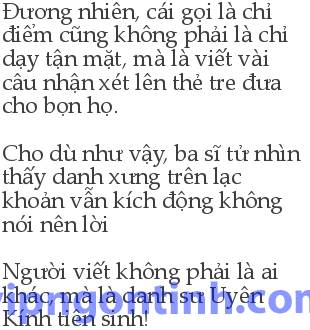 Đương nhiên, cái gọi là chỉ
điểm cũng không phải là chỉ
dạy tận mặt, mà là viết vài
câu nhận xét lên thẻ tre đưa
cho bọn họ.
Cho dù như vậy, ba sĩ tử nhìn
thấy danh xưng trên lạc
khoản vẫn kích động không
nói nên lời
Người viết không phải là ai
khác, mà là danh sư Uyên
Kính tiên sinh!
vipngontinh.com